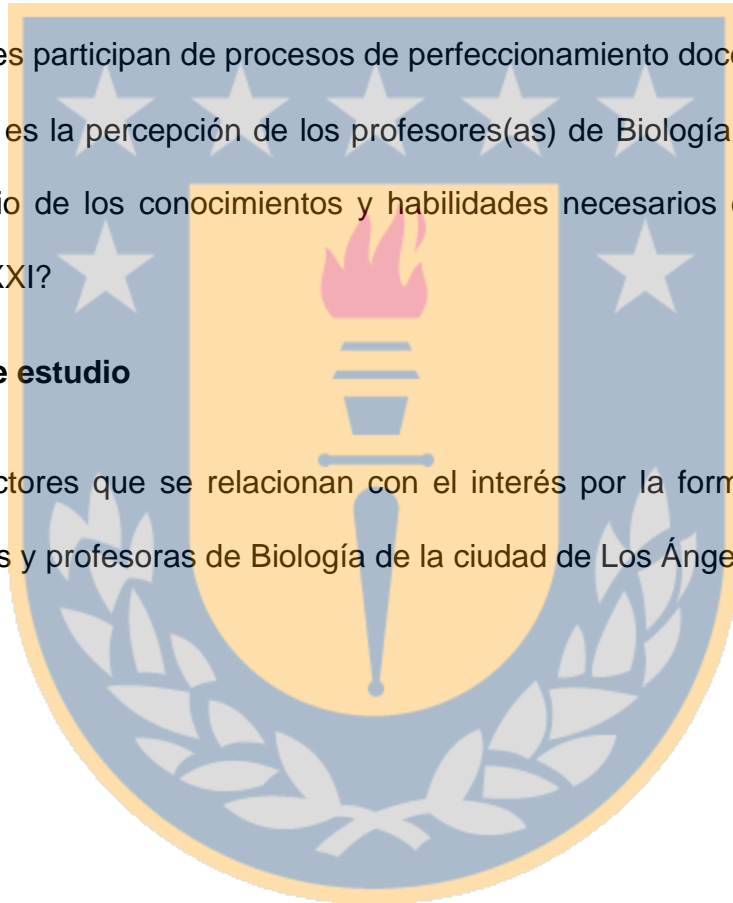 es participan de procesos de perfeccionamiento doc
es la percepción de los profesores(as) de Biología
io de los conocimientos y habilidades necesarios
XXI?
e estudio
ctores que se relacionan con el interés por la form
s y profesoras de Biología de la ciudad de Los Ánge